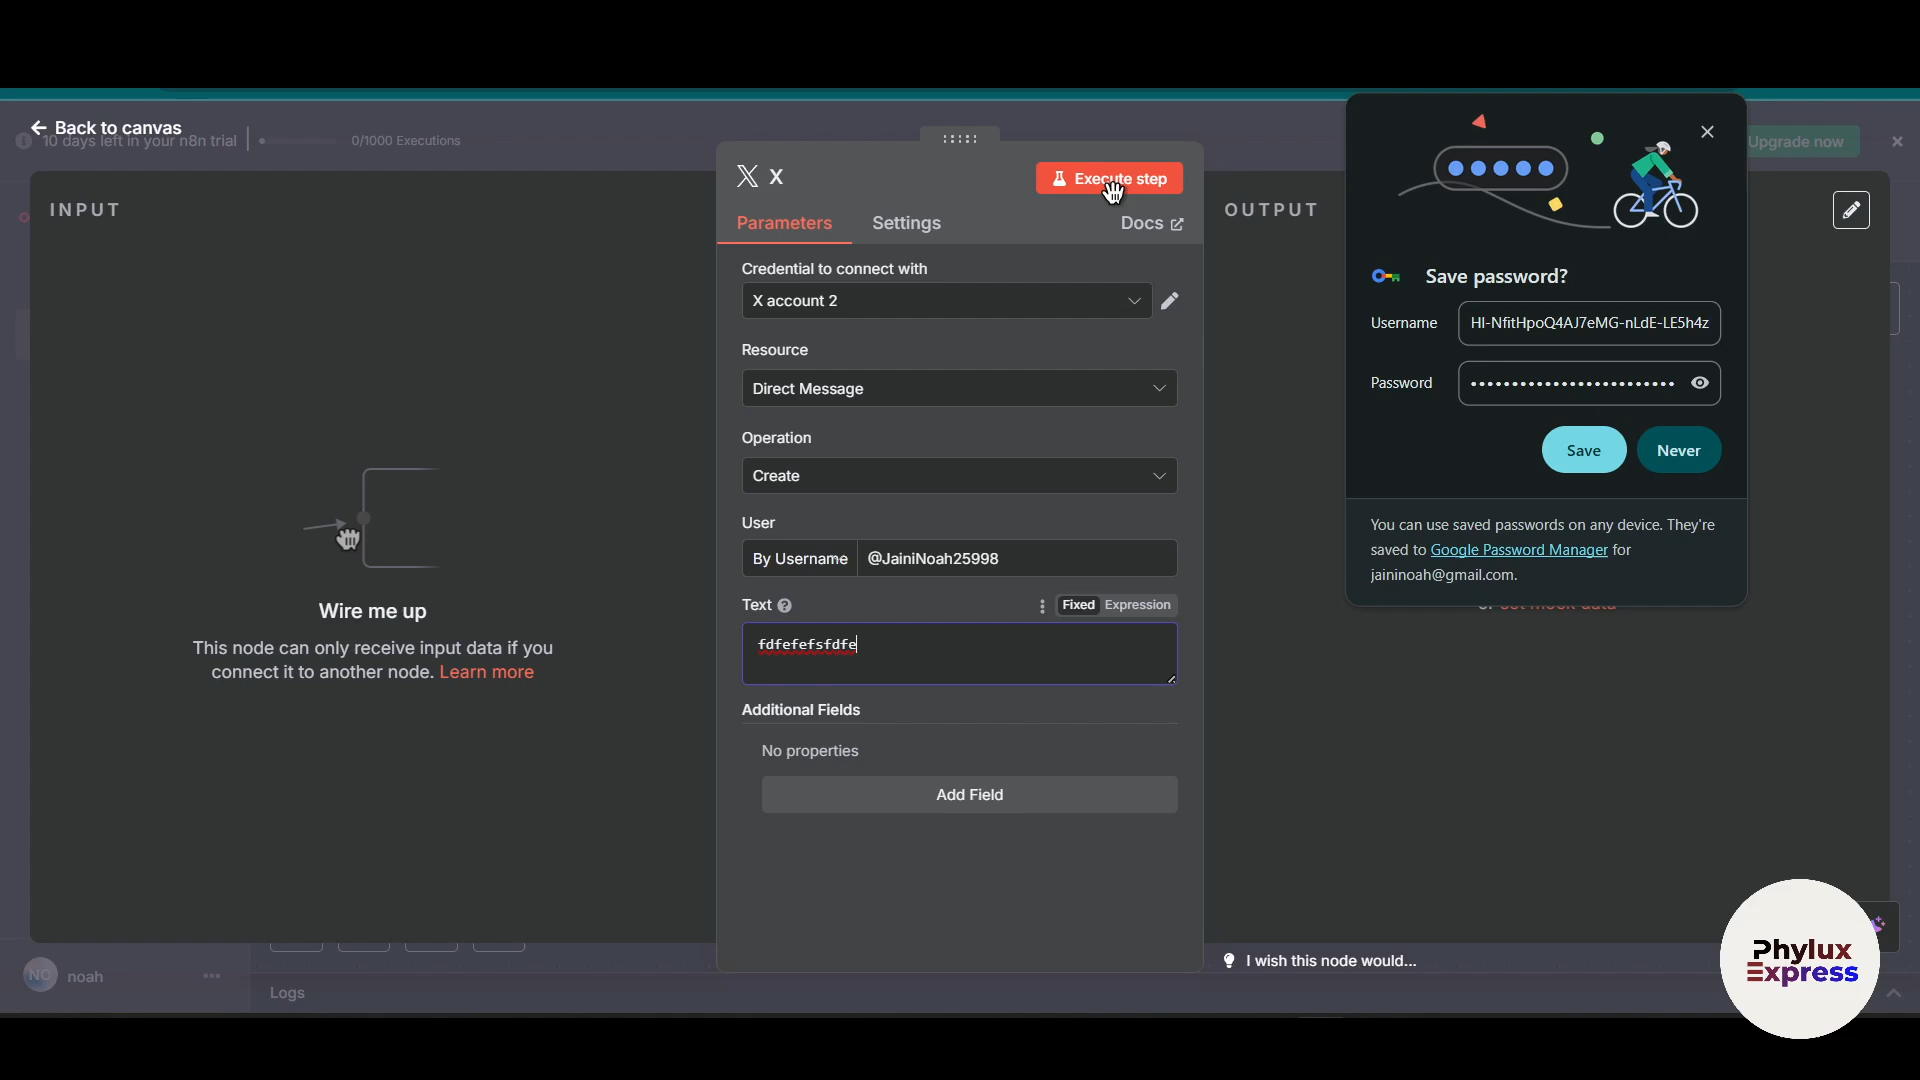 Back to canvas
10 days left in your n8n trial
0/1000 Executions
Upgrade now
INPUT
X
Execute step
OUTPUT
Parameters
Settings
Docs
Credential to connect with
X account 2
Resource
Direct Message
Operation
Create
User
By Username
@JainiNoah25998
Text
Fixed
Expression
fdfefefsfdfe
Additional Fields
No properties
Add Field
Wire me up
This node can only receive input data if you
connect it to another node. Learn more
Save password?
Username
HI-NfitHpoQ4AJ7eMG-nLdE-LE5h4z
Password
Save
Never
You can use saved passwords on any device. They're
saved to Google Password Manager for
jaininoah@gmail.com.
or set mock data
NC
noah
Logs
I wish this node would...
Phylux
Express